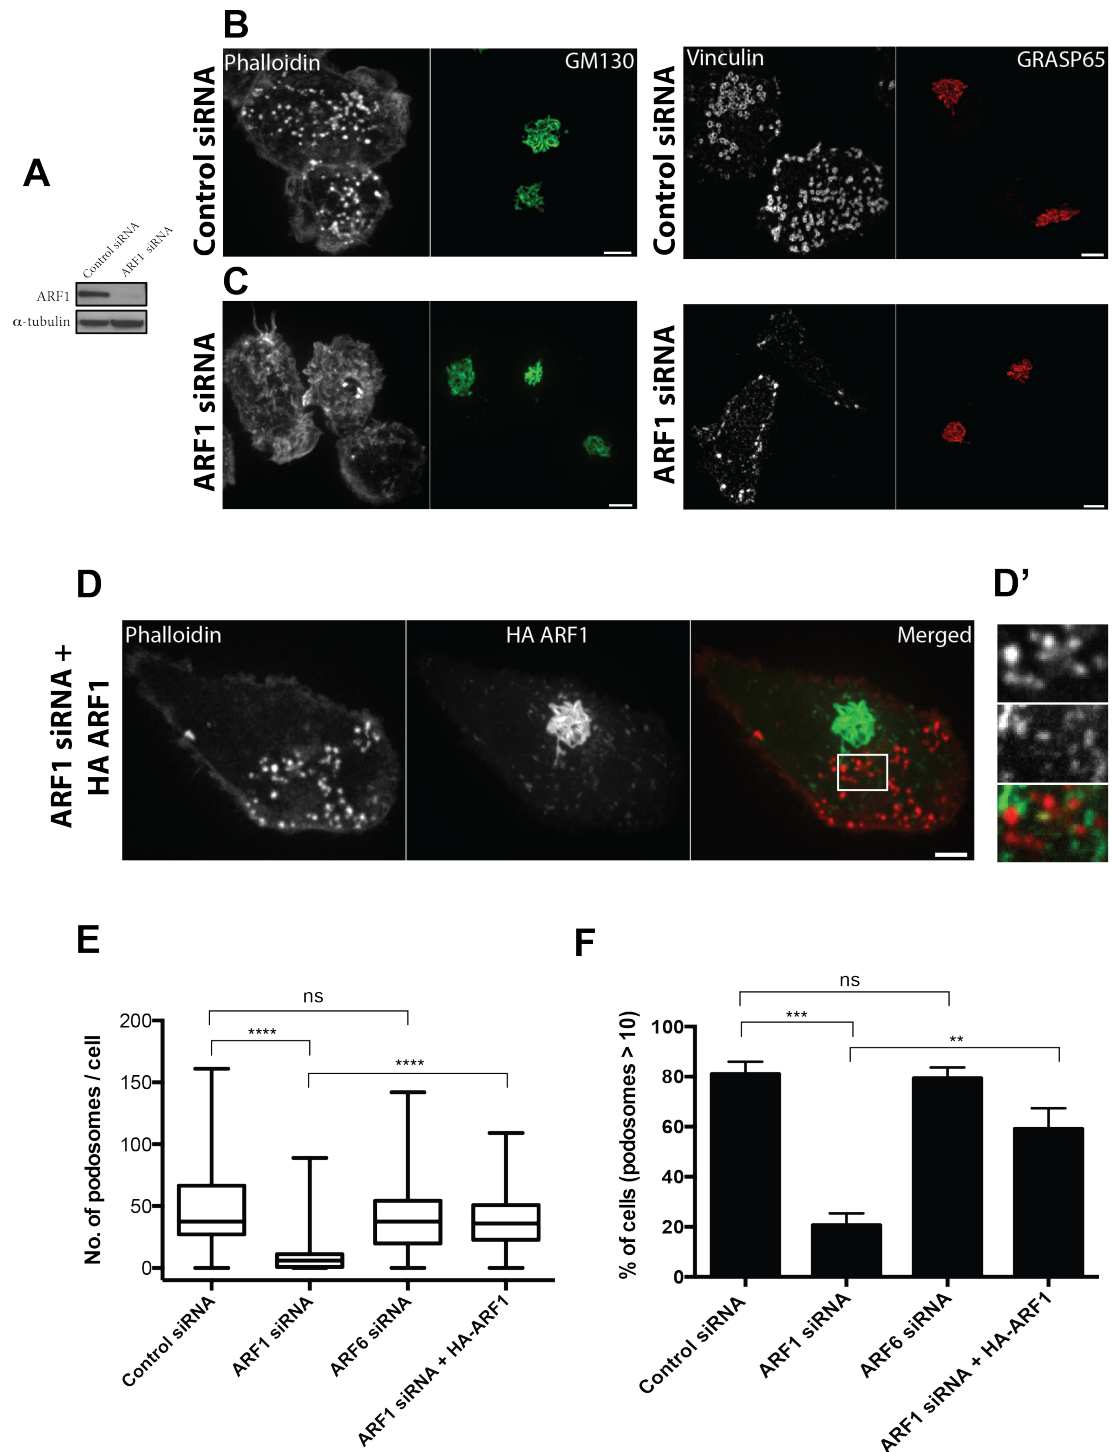 A
Control siRNA
ARF1 siRNA
ARF1
α-tubulin
B
Control siRNA
Phalloidin
GM130
Control siRNA
Vinculin
GRASP65
C
ARF1 siRNA
ARF1 siRNA
D
ARF1 siRNA +
HA ARF1
Phalloidin
HA ARF1
Merged
D’
E
No. of podosomes / cell
200
150
100
50
0
ns
****
****
Control siRNA
ARF1 siRNA
ARF6 siRNA
ARF1 siRNA + HA-ARF1
F
% of cells (podosomes > 10)
100
80
60
40
20
0
ns
***
**
Control siRNA
ARF1 siRNA
ARF6 siRNA
ARF1 siRNA + HA-ARF1